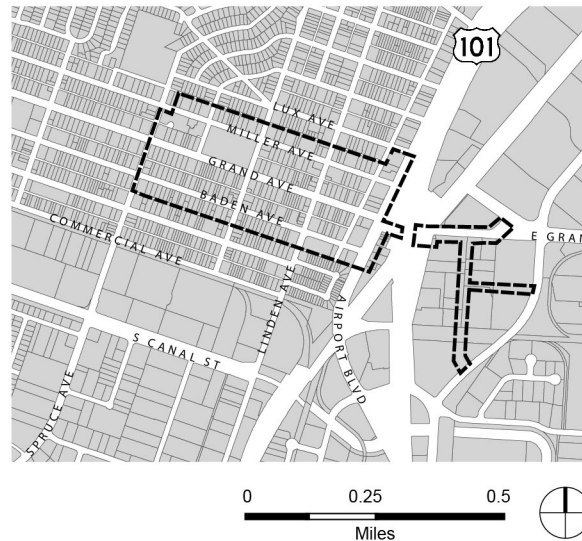 101
LUX AVE
MILLER AVE
GRAND AVE
BADEN AVE
E GRAN
COMMERCIAL AVE
LINDEN AVE
AIRPORT BLVD
S CANAL ST
SPRUCE AVE
0 0.25 0.5
Miles